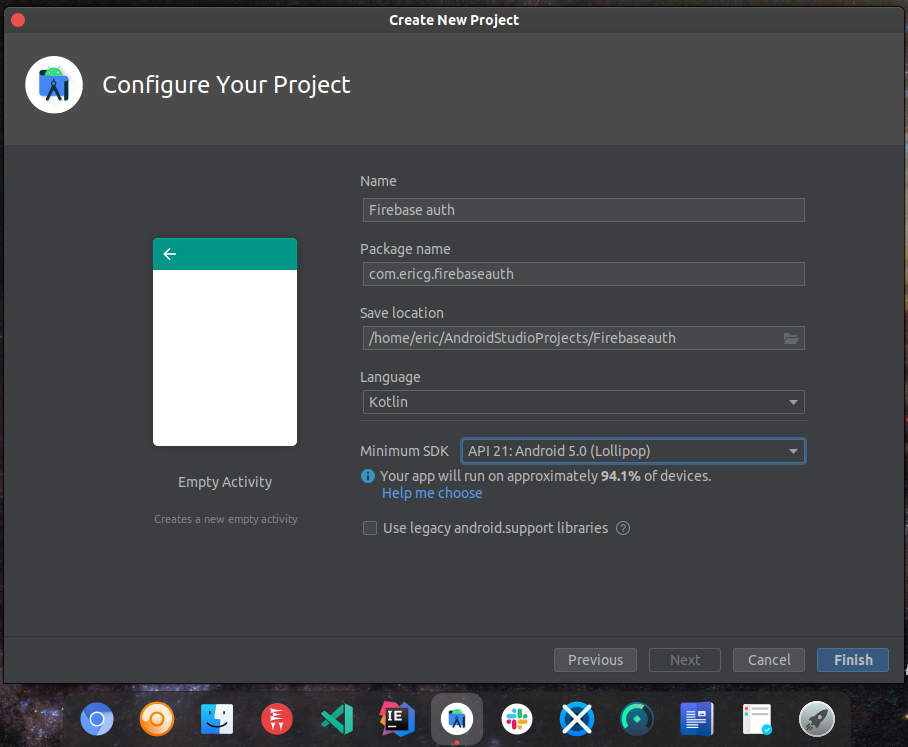 Create New Project
Configure Your Project
Name
Firebase auth
Package name
com.ericg.firebaseauth
Save location
/home/eric/AndroidStudioProjects/Firebaseauth
Language
Kotlin
Minimum SDK API 21: Android 5.0 (Lollipop)
Your app will run on approximately 94.1% of devices.
Help me choose
Use legacy android.support libraries ?
Empty Activity
Creates a new empty activity
Previous Next Cancel Finish
IE